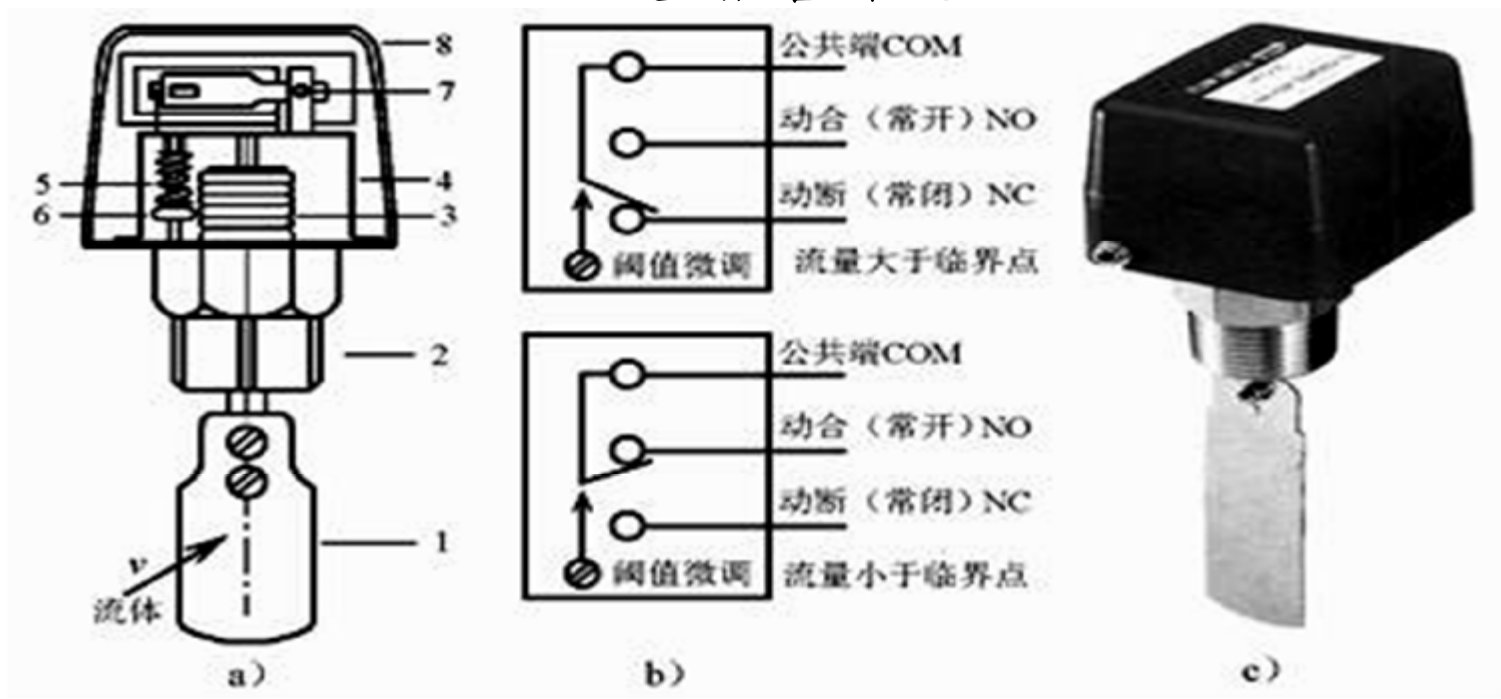 8
7
5
4
6
3
2
1
v
流体
a）
公共端COM
动合（常开）NO
动断（常闭）NC
阈值微调
流量大于临界点
公共端COM
动合（常开）NO
动断（常闭）NC
阈值微调
流量小于临界点
b）
c）